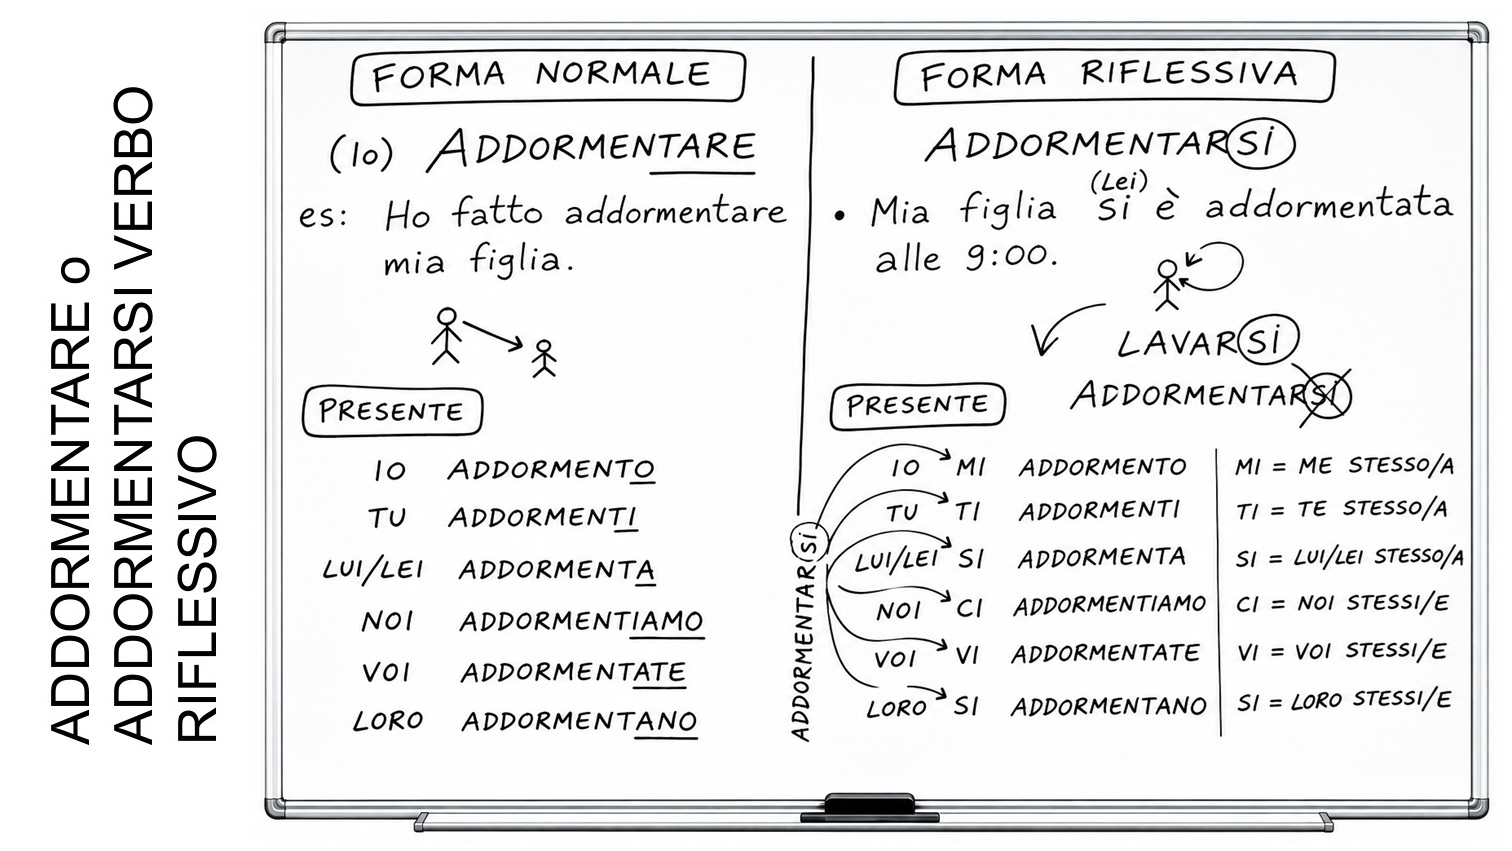 ADDORMENTARE o
ADDORMENTARSI VERBO
RIFLESSIVO
FORMA NORMALE
(Io) ADDORMENTARE
es: Ho fatto addormentare
mia figlia.
PRESENTE
IO ADDORMENTO
TU ADDORMENTI
LUI/LEI ADDORMENTA
NOI ADDORMENTIAMO
VOI ADDORMENTATE
LORO ADDORMENTANO
FORMA RIFLESSIVA
ADDORMENTARSI
(Lei)
• Mia figlia si è addormentata
alle 9:00.
LAVARSI
ADDORMENTARSI
PRESENTE
ADDORMENTARSI
IO MI ADDORMENTO
TU TI ADDORMENTI
LUI/LEI SI ADDORMENTA
NOI CI ADDORMENTIAMO
VOI VI ADDORMENTATE
LORO SI ADDORMENTANO
MI = ME STESSO/A
TI = TE STESSO/A
SI = LUI/LEI STESSO/A
CI = NOI STESSI/E
VI = VOI STESSI/E
SI = LORO STESSI/E